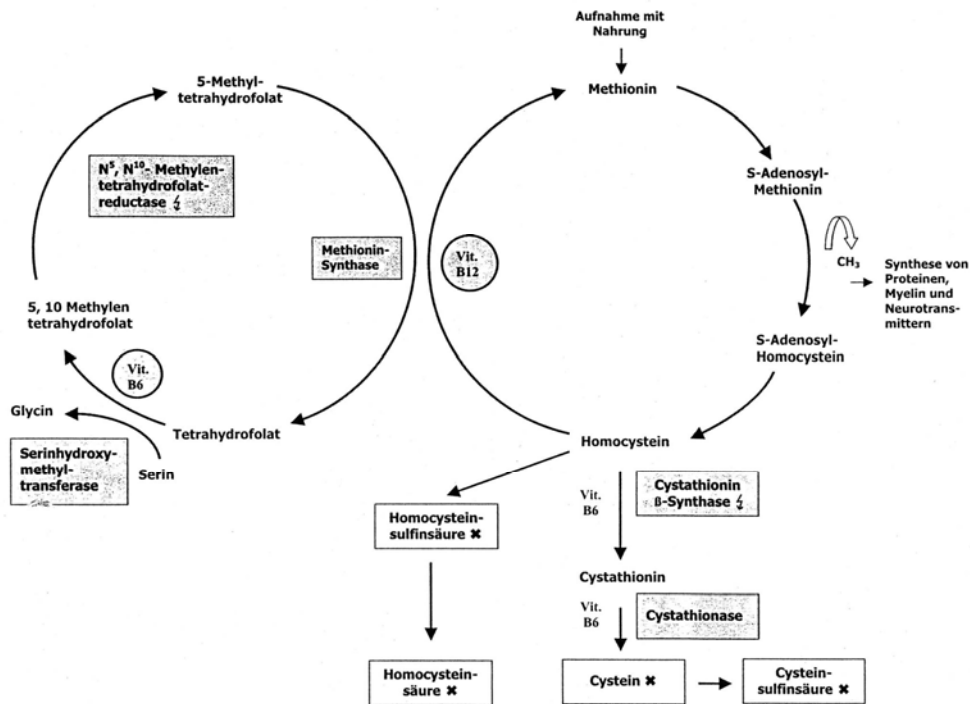 Aufnahme mit
Nahrung
5-Methyl-
tetrahydrofolat
Methionin
N⁵, N¹⁰- Methylen-
tetrahydrofolat-
reductase
S-Adenosyl-
Methionin
Methionin-
Synthase
Vit.
B12
CH₃
Synthese von
Proteinen,
Myelin und
Neurotrans-
mittern
5, 10 Methylen
tetrahydrofolat
S-Adenosyl-
Homocystein
Vit.
B6
Glycin
Tetrahydrofolat
Homocystein
Serinhydroxy-
methyl-
transferase
Serin
Vit.
B6
Cystathionin
ß-Synthase
Homocystein-
sulfinsäure ✖
Cystathionin
Vit.
B6
Cystathionase
Homocystein-
säure ✖
Cystein ✖
Cystein-
sulfinsäure ✖